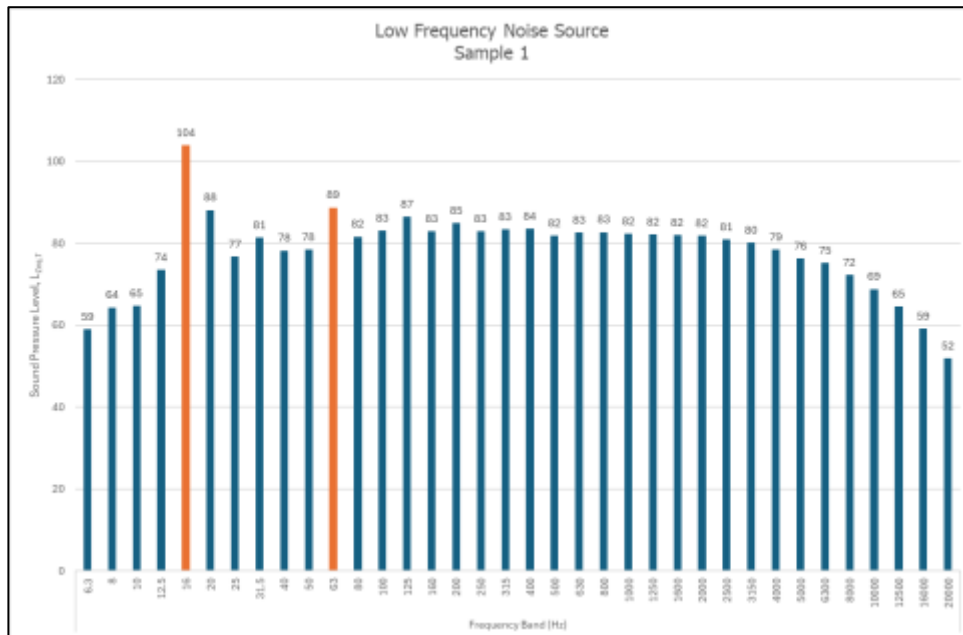 Low Frequency Noise Source
Sample 1
120
100
80
60
40
20
0
Sound Pressure Level, L
59 64 65 74 104 88 77 81 78 78 89 82 83 87 83 85 83 83 84 82 83 83 82 82 82 82 81 80 79 76 75 72 69 65 59 52
6.3 8 10 12.5 16 20 25 31.5 40 50 63 80 100 125 160 200 250 315 400 500 630 800 1000 1250 1600 2000 2500 3150 4000 5000 6300 8000 10000 12500 16000 20000
Frequency Band (Hz)